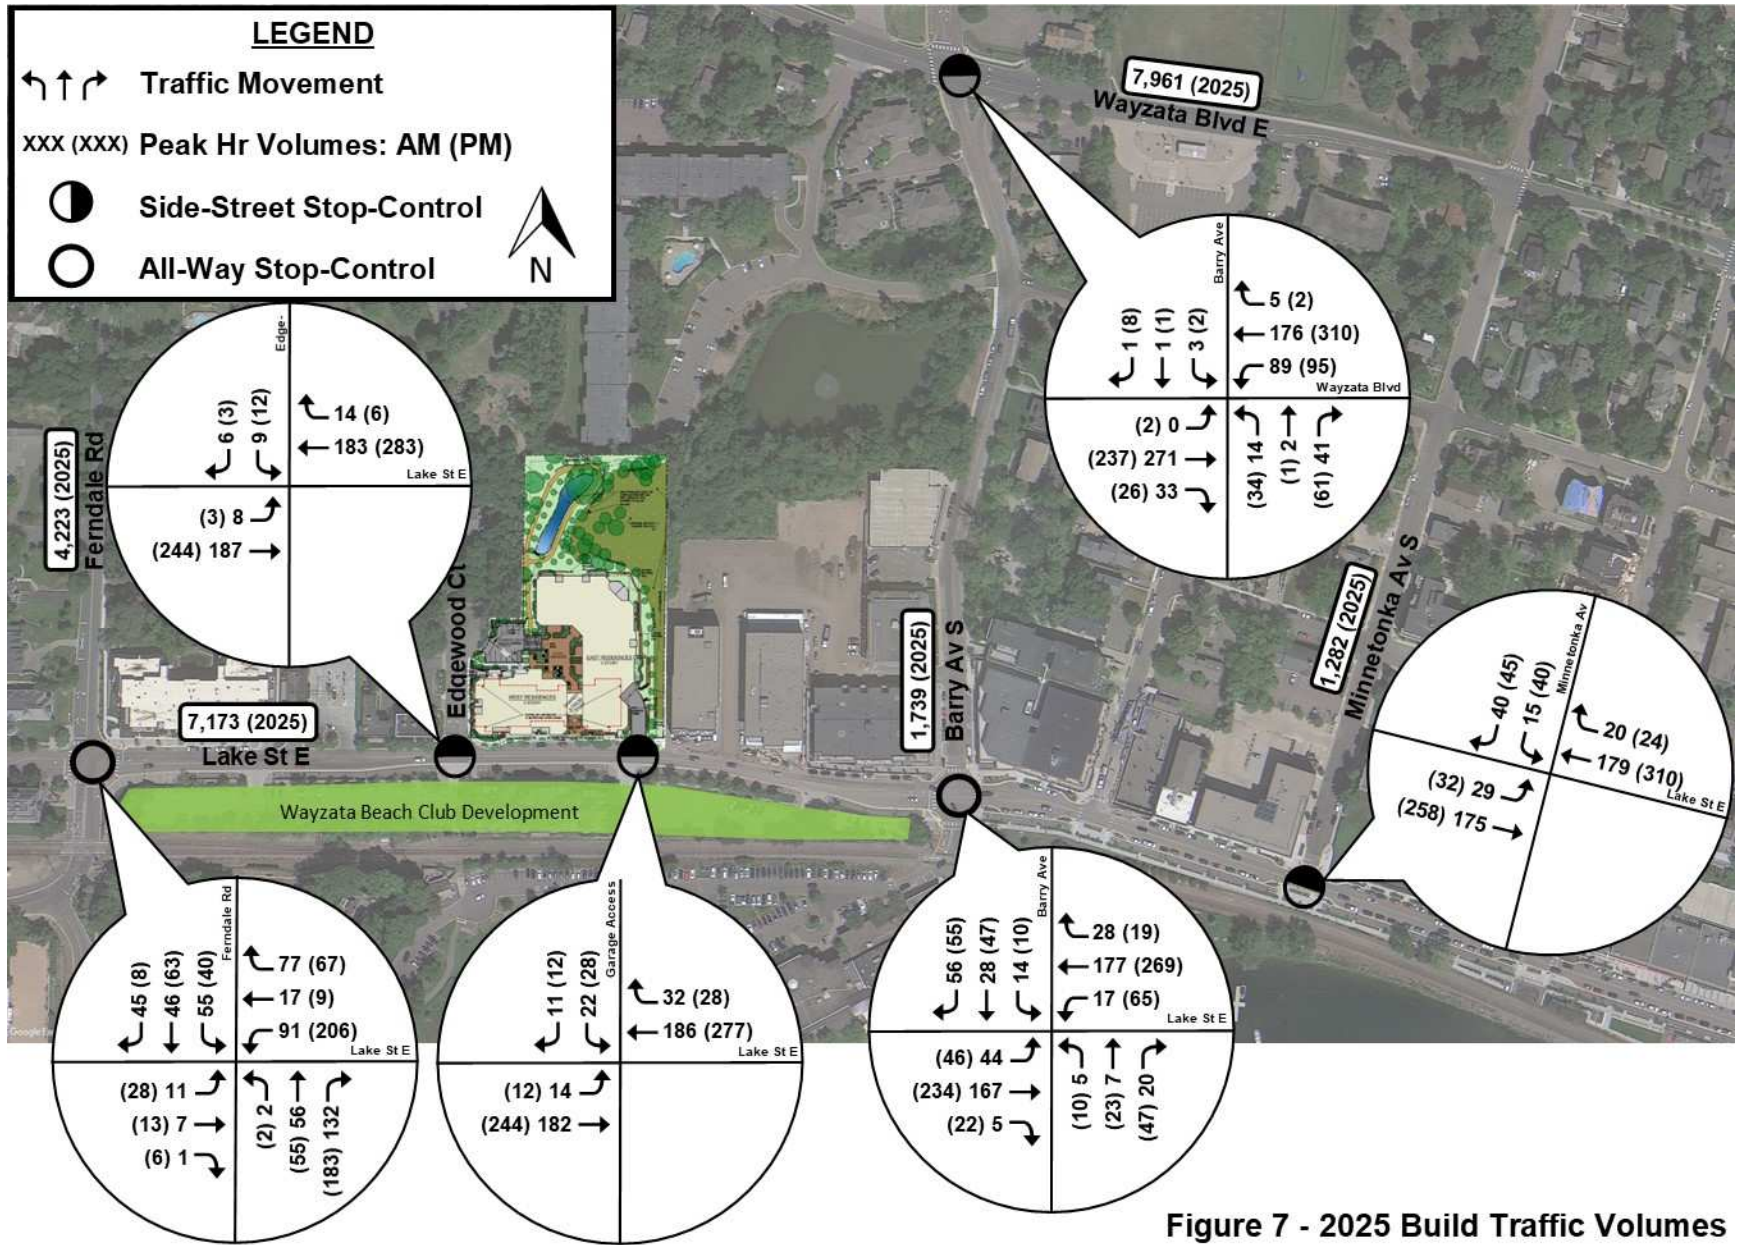 LEGEND
Traffic Movement
XXX (XXX) Peak Hr Volumes: AM (PM)
Side-Street Stop-Control
All-Way Stop-Control
N
7,961 (2025)
Wayzata Blvd E
Barry Ave
1 (8)
1 (1)
3 (2)
5 (2)
176 (310)
89 (95)
Wayzata Blvd
(2) 0
(237) 271
(26) 33
(34) 14
(1) 2
(61) 41
Edge-
6 (3)
9 (12)
14 (6)
183 (283)
Lake St E
(3) 8
(244) 187
4,223 (2025)
Ferndale Rd
Edgewood Ct
7,173 (2025)
Lake St E
1,739 (2025)
Barry Av S
1,282 (2025)
Minnetonka Av S
Minnetonka Av
40 (45)
15 (40)
20 (24)
179 (310)
Lake St E
(32) 29
(258) 175
Wayzata Beach Club Development
Ferndale Rd
45 (8)
46 (63)
55 (40)
77 (67)
17 (9)
91 (206)
Lake St E
(28) 11
(13) 7
(6) 1
(2) 2
(55) 56
(183) 132
Garage Access
11 (12)
22 (28)
32 (28)
186 (277)
Lake St E
(12) 14
(244) 182
Barry Ave
56 (55)
28 (47)
14 (10)
28 (19)
177 (269)
17 (65)
Lake St E
(46) 44
(234) 167
(22) 5
(10) 5
(23) 7
(47) 20
Figure 7 - 2025 Build Traffic Volumes